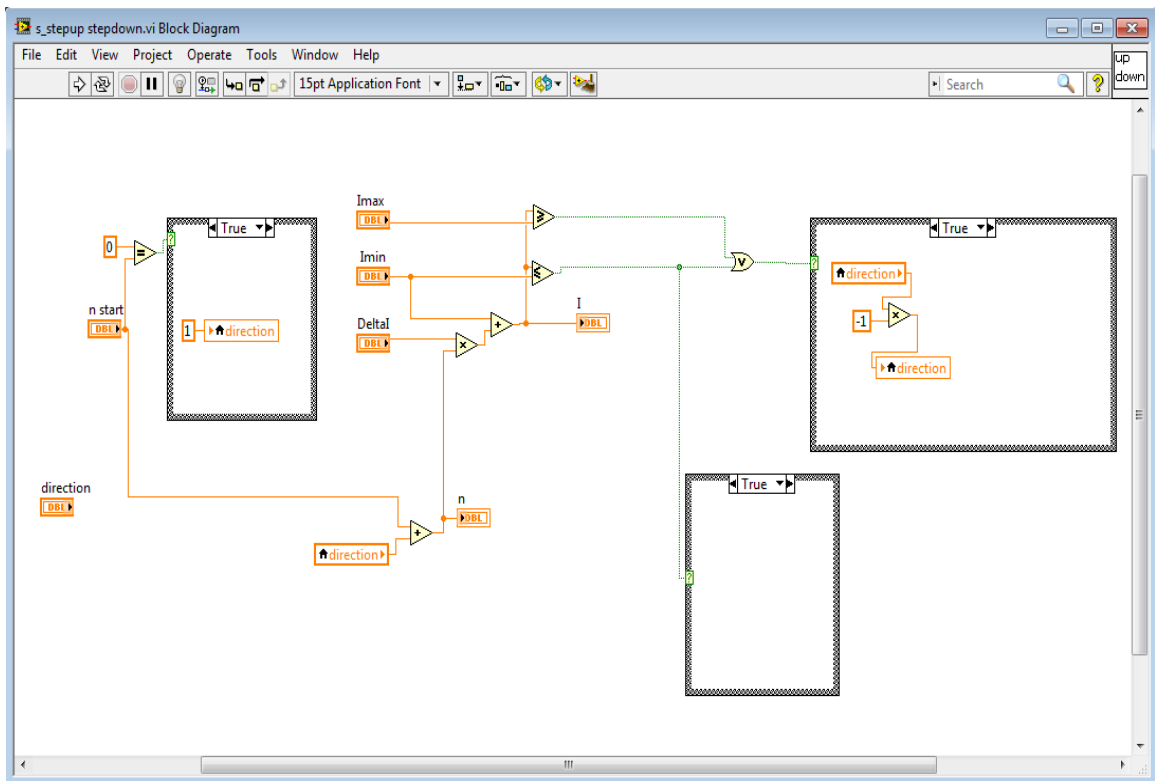 s_stepup stepdown.vi Block Diagram
File Edit View Project Operate Tools Window Help
15pt Application Font
Search
?
up
down
Imax
DBL
Imin
DBL
DeltaI
DBL
I
DBL
True
?
0
=
n start
DBL
1
direction
≥
≤
+
x
V
direction
DBL
n
DBL
+
direction
True
?
direction
-1
x
direction
True
?